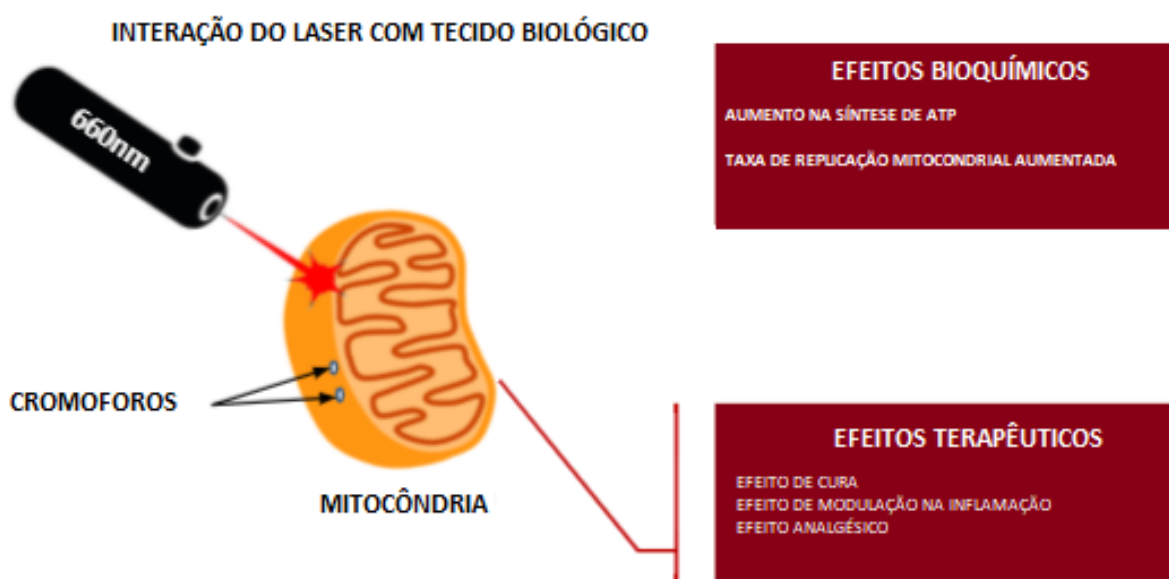 INTERAÇÃO DO LASER COM TECIDO BIOLÓGICO
660nm
CROMOFOROS
MITOCÔNDRIA
EFEITOS BIOQUÍMICOS
AUMENTO NA SÍNTESE DE ATP
TAXA DE REPLICAÇÃO MITOCONDRIAL AUMENTADA
EFEITOS TERAPÊUTICOS
EFEITO DE CURA
EFEITO DE MODULAÇÃO NA INFLAMAÇÃO
EFEITO ANALGÉSICO